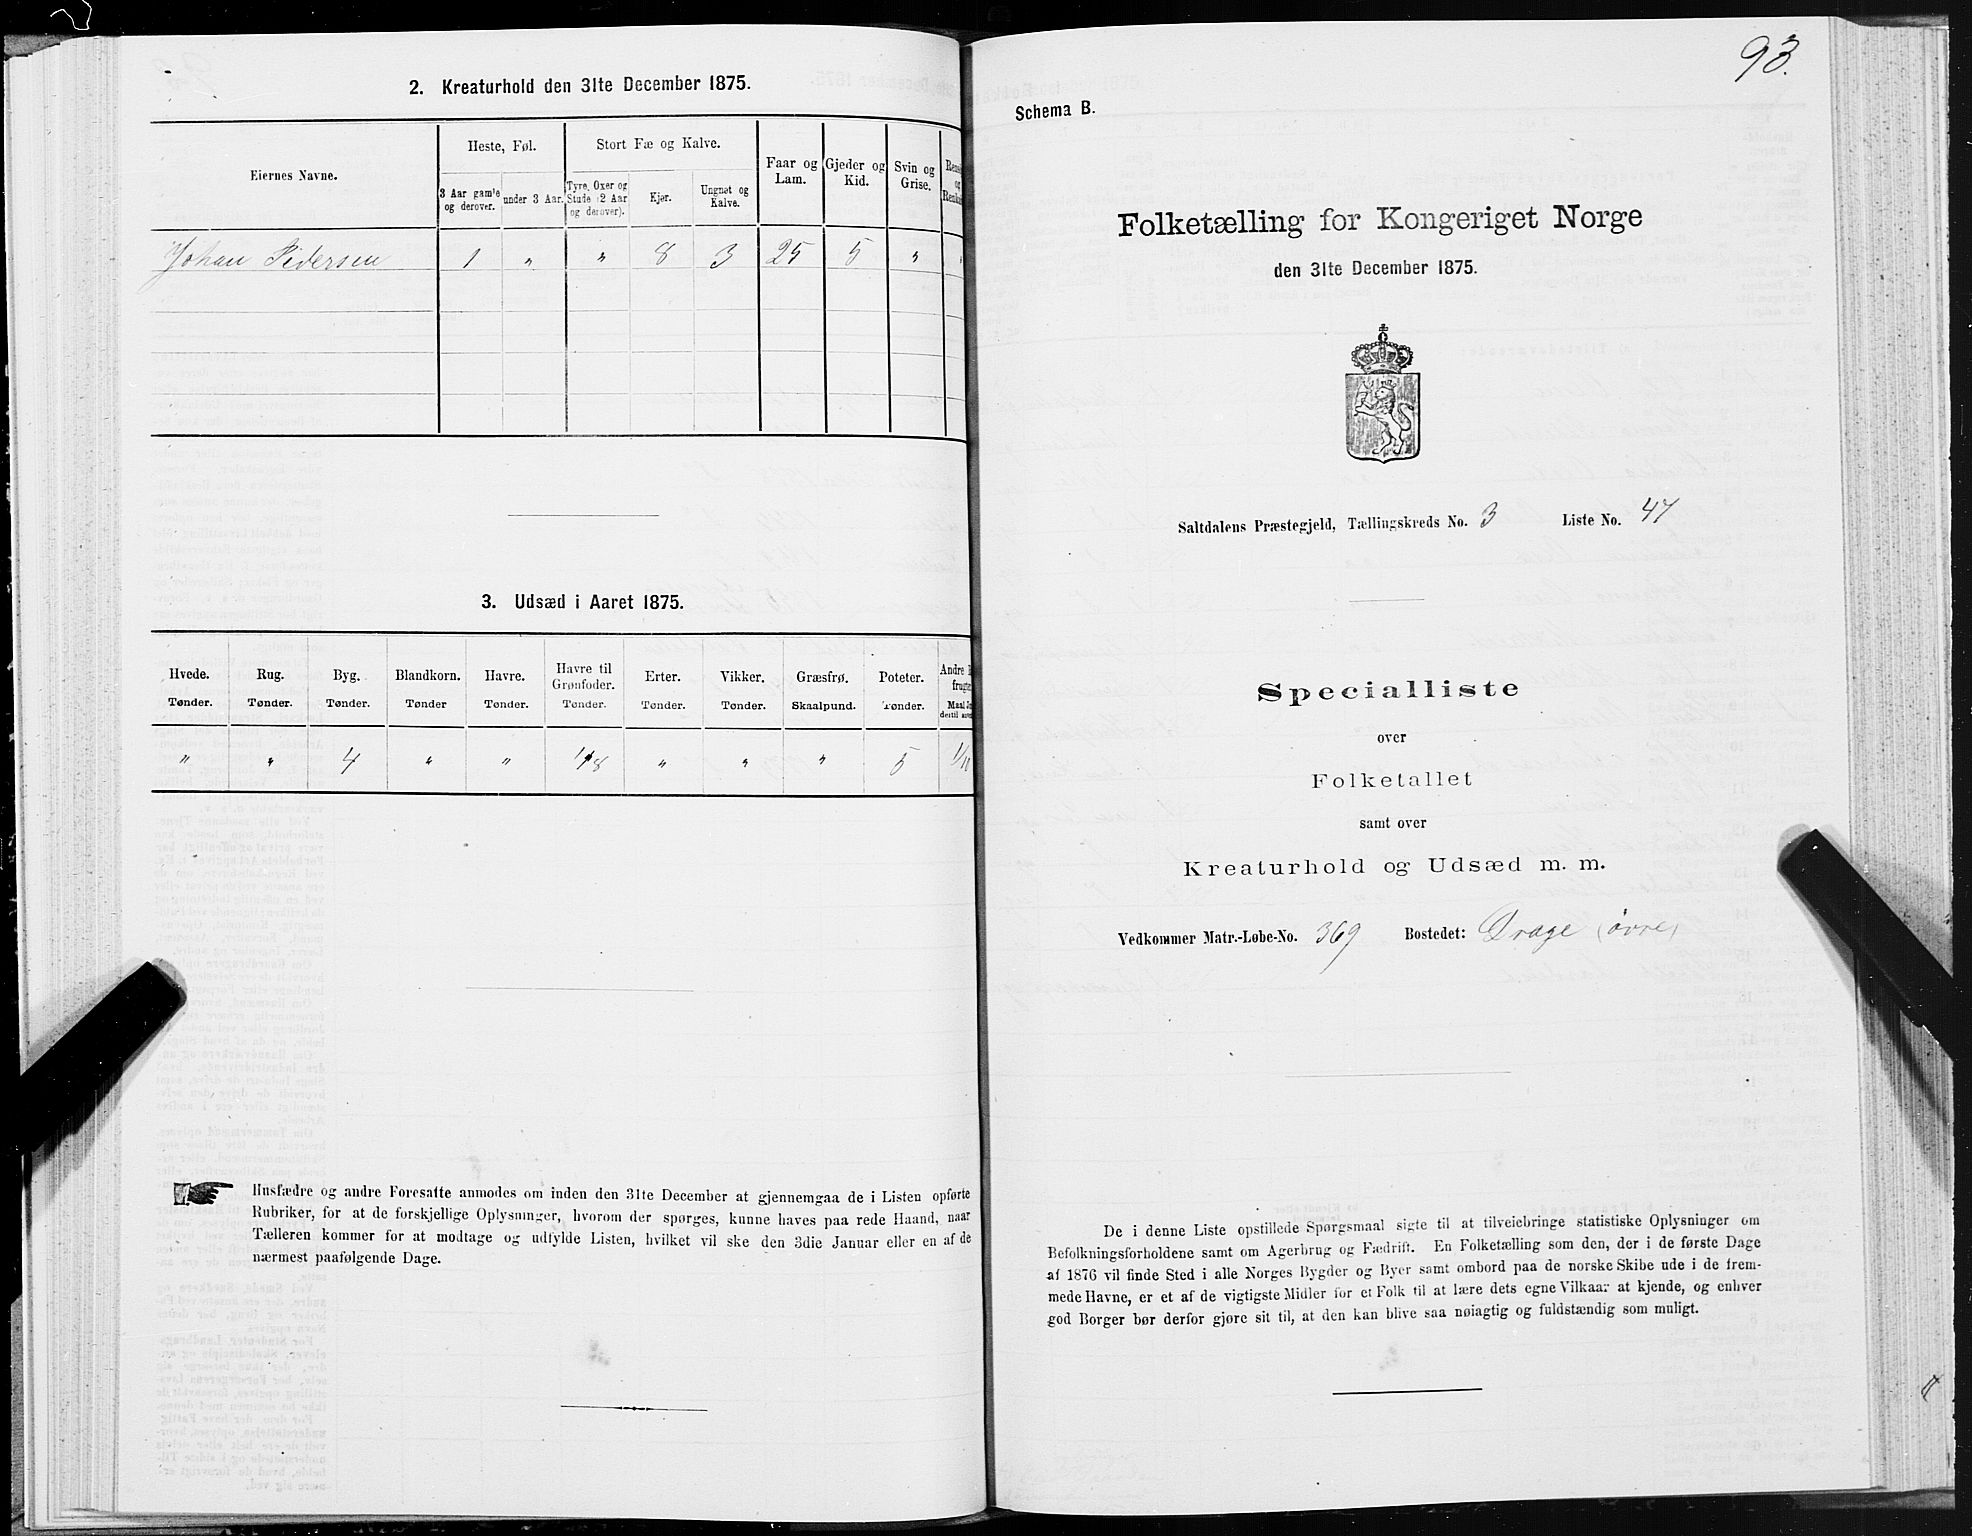 2. Kreaturhold den 31te December 1875.
Eiernes Navne.
Heste, Føl.
Stort Fæ og Kalve.
3 Aar gam'e og derover.
under 3 Aar.
Tyre, Oxer og Stude (2 Aar og derover).
Kjør.
Ungnøt og Kalve.
Faar og Lam.
Gjeder og Kid.
Svin og Grise.
Johan Pedersen 1 " " 8 3 25 5 " "
3. Udsæd i Aaret 1875.
Hvede. Rug. Byg. Blandkorn. Havre. Havre til Grønfoder. Erter. Vikker. Græsfrø. Poteter. Andre
Tønder. Tønder. Tønder. Tønder Tønder. Tønder. Tønder. Tønder. Skaalpund. Tønder.
" " 4 " " 1/8 " " " 5
Husfædre og andre Foresatte anmodes om inden den 31te December at gjennemgaa de i Listen opførte
Rubriker, for at de forskjellige Oplysninger, hvorom der spørges, kunne haves paa rede Haand, naar
Tælleren kommer for at modtage og udfylde Listen, hvilket vil ske den 3die Januar eller en af de
nærmest paafølgende Dage.
93.
Schema B.
Folketælling for Kongeriget Norge
den 31te December 1875.
Saltdalens Præstegjeld, Tællingskreds No. 3 Liste No. 47
Specialliste
over
Folketallet
samt over
Kreaturhold og Udsæd m. m.
Vedkommer Matr.-Løbe-No. 369 Bostedet: Drage (øvre)
De i denne Liste opstillede Spørgsmaal sigte til at tilveiebringe statistiske Oplysninger om
Befolkningsforholdene samt om Agerbrug og Fædrift. En Folketælling som den, der i de første Dage
af 1876 vil finde Sted i alle Norges Bygder og Byer samt ombord paa de norske Skibe ude i de frem-
mede Havne, er et af de vigtigste Midler for et Folk til at lære dets egne Vilkaar at kjende, og enhver
god Borger bør derfor gjøre sit til, at den kan blive saa nøiagtig og fuldstændig som muligt.